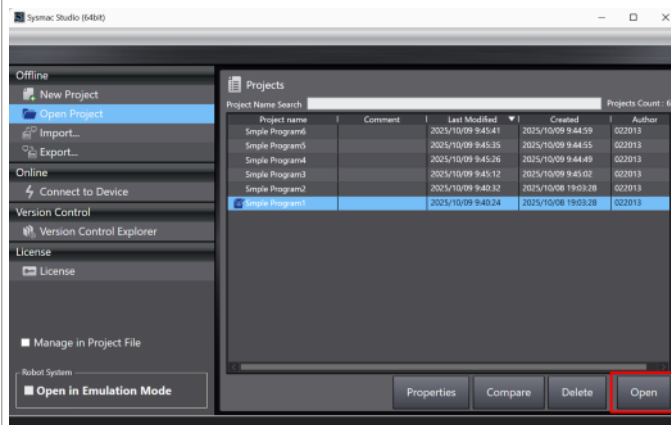 Sysmac Studio (64bit)
Offline
New Project
Open Project
Import...
Export...
Online
Connect to Device
Version Control
Version Control Explorer
License
License
Manage in Project File
Robot System
Open in Emulation Mode
Projects
Project Name Search Projects Count : 6
Project name Comment Last Modified ▼ Created Author
Smple Program6 2025/10/09 9:45:41 2025/10/09 9:44:59 022013
Smple Program5 2025/10/09 9:45:35 2025/10/09 9:44:55 022013
Smple Program4 2025/10/09 9:45:26 2025/10/09 9:44:49 022013
Smple Program3 2025/10/09 9:45:12 2025/10/09 9:45:02 022013
Smple Program2 2025/10/09 9:40:32 2025/10/08 19:03:28 022013
Smple Program1 2025/10/09 9:40:24 2025/10/08 19:03:28 022013
Properties Compare Delete Open